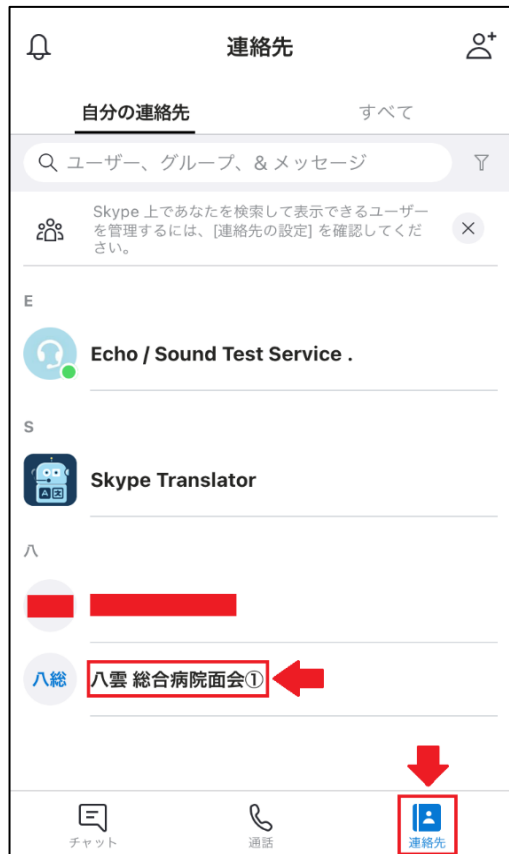 連絡先
自分の連絡先
すべて
ユーザー、グループ、& メッセージ
Skype 上であなたを検索して表示できるユーザー
を管理するには、[連絡先の設定] を確認してくだ
さい。
E
Echo / Sound Test Service .
S
Skype Translator
A 文
八
八総
八雲 総合病院面会①
チャット
通話
連絡先